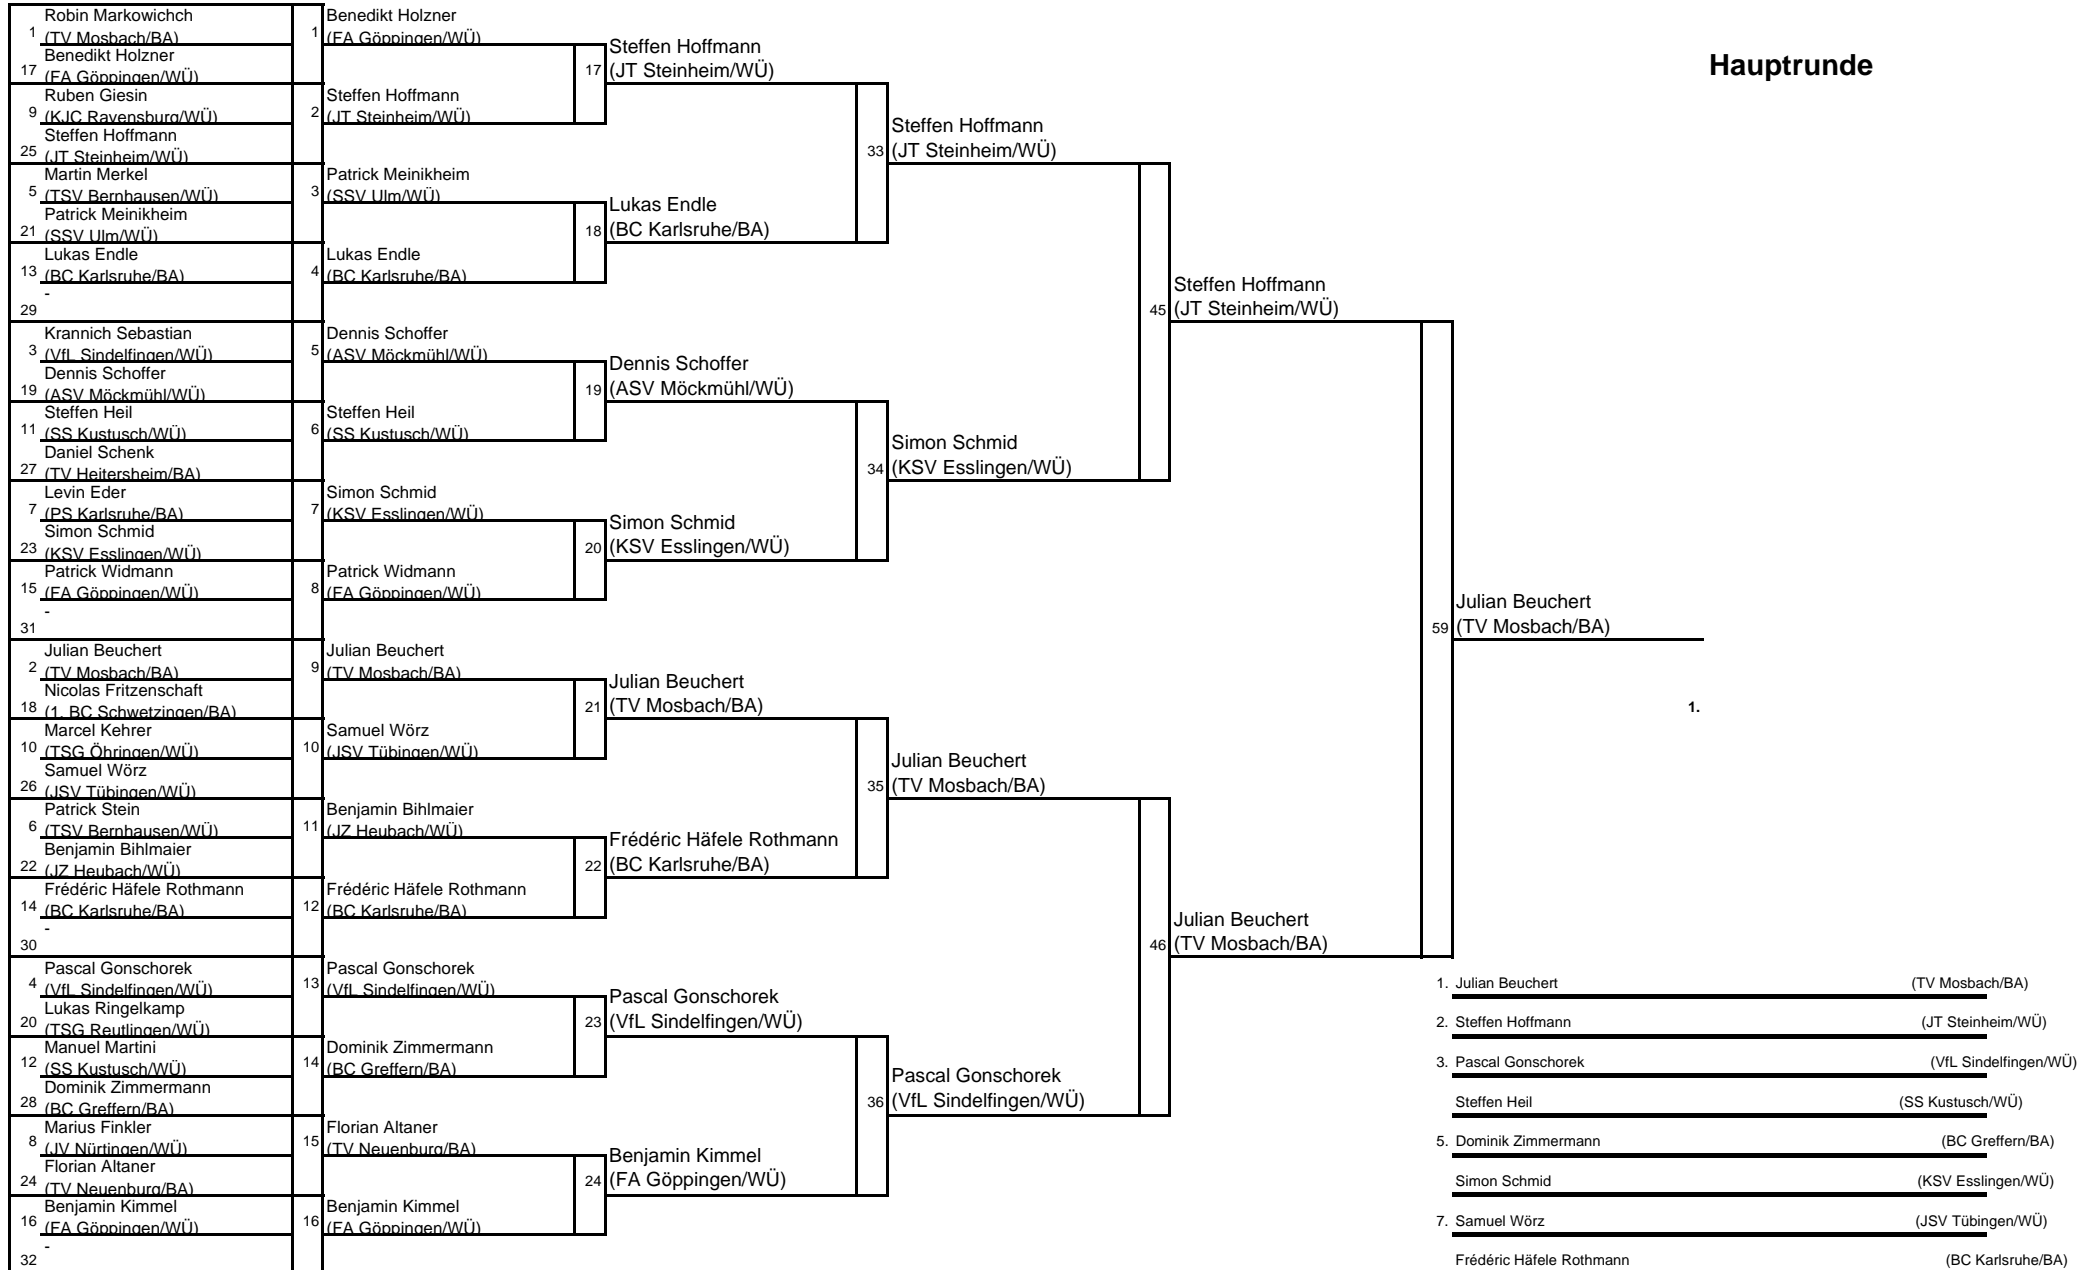 Hauptrunde
1 Robin Markowichch
(TV Mosbach/BA)
17 Benedikt Holzner
(FA Göppingen/WÜ)
9 Ruben Giesin
(KJC Ravensburg/WÜ)
25 Steffen Hoffmann
(JT Steinheim/WÜ)
5 Martin Merkel
(TSV Bernhausen/WÜ)
21 Patrick Meinikheim
(SSV Ulm/WÜ)
13 Lukas Endle
(BC Karlsruhe/BA)
29 -
3 Krannich Sebastian
(VfL Sindelfingen/WÜ)
19 Dennis Schoffer
(ASV Möckmühl/WÜ)
11 Steffen Heil
(SS Kustusch/WÜ)
27 Daniel Schenk
(TV Heitersheim/BA)
7 Levin Eder
(PS Karlsruhe/BA)
23 Simon Schmid
(KSV Esslingen/WÜ)
15 Patrick Widmann
(FA Göppingen/WÜ)
31 -
2 Julian Beuchert
(TV Mosbach/BA)
18 Nicolas Fritzenschaft
(1. BC Schwetzingen/BA)
10 Marcel Kehrer
(TSG Öhringen/WÜ)
26 Samuel Wörz
(JSV Tübingen/WÜ)
6 Patrick Stein
(TSV Bernhausen/WÜ)
22 Benjamin Bihlmaier
(JZ Heubach/WÜ)
14 Frédéric Häfele Rothmann
(BC Karlsruhe/BA)
30 -
4 Pascal Gonschorek
(VfL Sindelfingen/WÜ)
20 Lukas Ringelkamp
(TSG Reutlingen/WÜ)
12 Manuel Martini
(SS Kustusch/WÜ)
28 Dominik Zimmermann
(BC Greffern/BA)
8 Marius Finkler
(JV Nürtingen/WÜ)
24 Florian Altaner
(TV Neuenburg/BA)
16 Benjamin Kimmel
(FA Göppingen/WÜ)
32 -
1 Benedikt Holzner
(FA Göppingen/WÜ)
2 Steffen Hoffmann
(JT Steinheim/WÜ)
3 Patrick Meinikheim
(SSV Ulm/WÜ)
4 Lukas Endle
(BC Karlsruhe/BA)
5 Dennis Schoffer
(ASV Möckmühl/WÜ)
6 Steffen Heil
(SS Kustusch/WÜ)
7 Simon Schmid
(KSV Esslingen/WÜ)
8 Patrick Widmann
(FA Göppingen/WÜ)
9 Julian Beuchert
(TV Mosbach/BA)
10 Samuel Wörz
(JSV Tübingen/WÜ)
11 Benjamin Bihlmaier
(JZ Heubach/WÜ)
12 Frédéric Häfele Rothmann
(BC Karlsruhe/BA)
13 Pascal Gonschorek
(VfL Sindelfingen/WÜ)
14 Dominik Zimmermann
(BC Greffern/BA)
15 Florian Altaner
(TV Neuenburg/BA)
16 Benjamin Kimmel
(FA Göppingen/WÜ)
Steffen Hoffmann
17 (JT Steinheim/WÜ)
Lukas Endle
18 (BC Karlsruhe/BA)
Dennis Schoffer
19 (ASV Möckmühl/WÜ)
Simon Schmid
20 (KSV Esslingen/WÜ)
Julian Beuchert
21 (TV Mosbach/BA)
Frédéric Häfele Rothmann
22 (BC Karlsruhe/BA)
Pascal Gonschorek
23 (VfL Sindelfingen/WÜ)
Benjamin Kimmel
24 (FA Göppingen/WÜ)
Steffen Hoffmann
33 (JT Steinheim/WÜ)
Simon Schmid
34 (KSV Esslingen/WÜ)
Julian Beuchert
35 (TV Mosbach/BA)
Pascal Gonschorek
36 (VfL Sindelfingen/WÜ)
Steffen Hoffmann
45 (JT Steinheim/WÜ)
Julian Beuchert
46 (TV Mosbach/BA)
Julian Beuchert
59 (TV Mosbach/BA)
1.
1. Julian Beuchert (TV Mosbach/BA)
2. Steffen Hoffmann (JT Steinheim/WÜ)
3. Pascal Gonschorek (VfL Sindelfingen/WÜ)
Steffen Heil (SS Kustusch/WÜ)
5. Dominik Zimmermann (BC Greffern/BA)
Simon Schmid (KSV Esslingen/WÜ)
7. Samuel Wörz (JSV Tübingen/WÜ)
Frédéric Häfele Rothmann (BC Karlsruhe/BA)